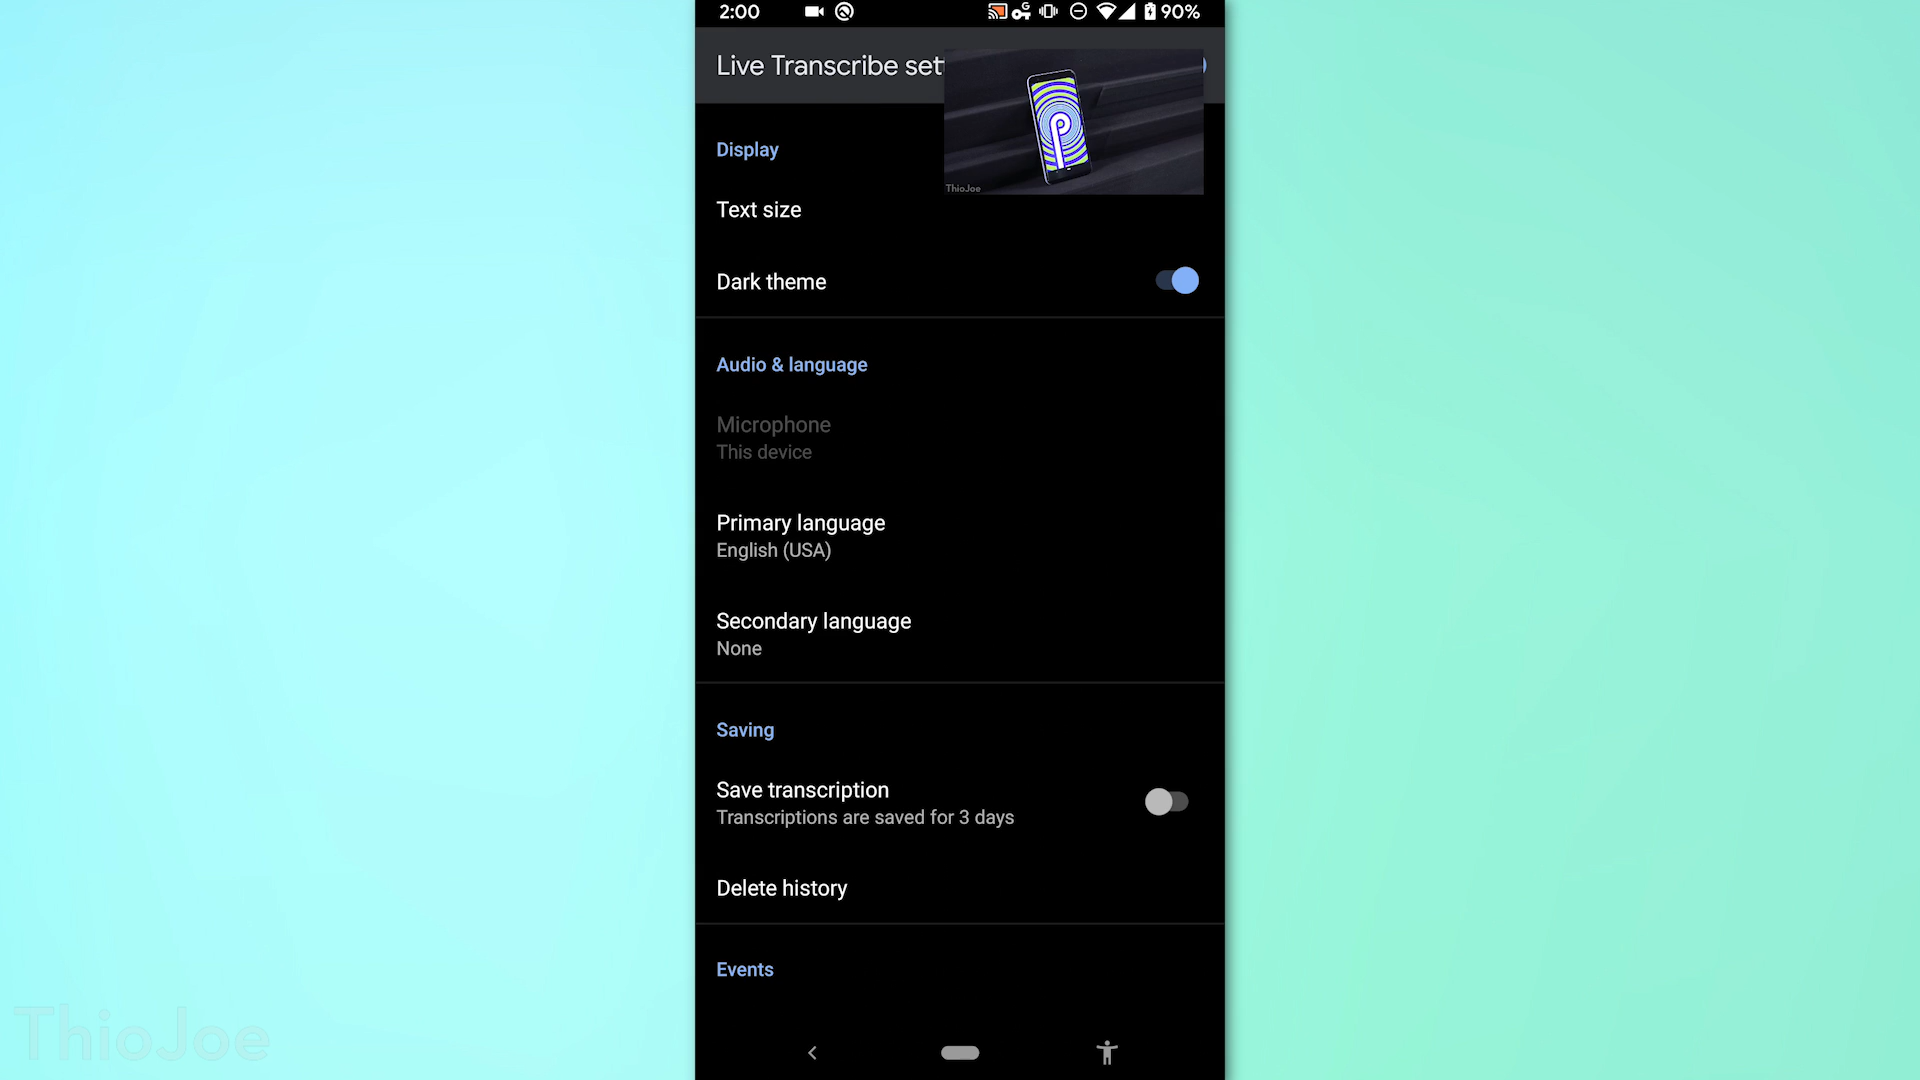 2:00
90%
Live Transcribe set
ThioJoe
Display
Text size
Dark theme
Audio & language
Microphone
This device
Primary language
English (USA)
Secondary language
None
Saving
Save transcription
Transcriptions are saved for 3 days
Delete history
Events
ThioJoe